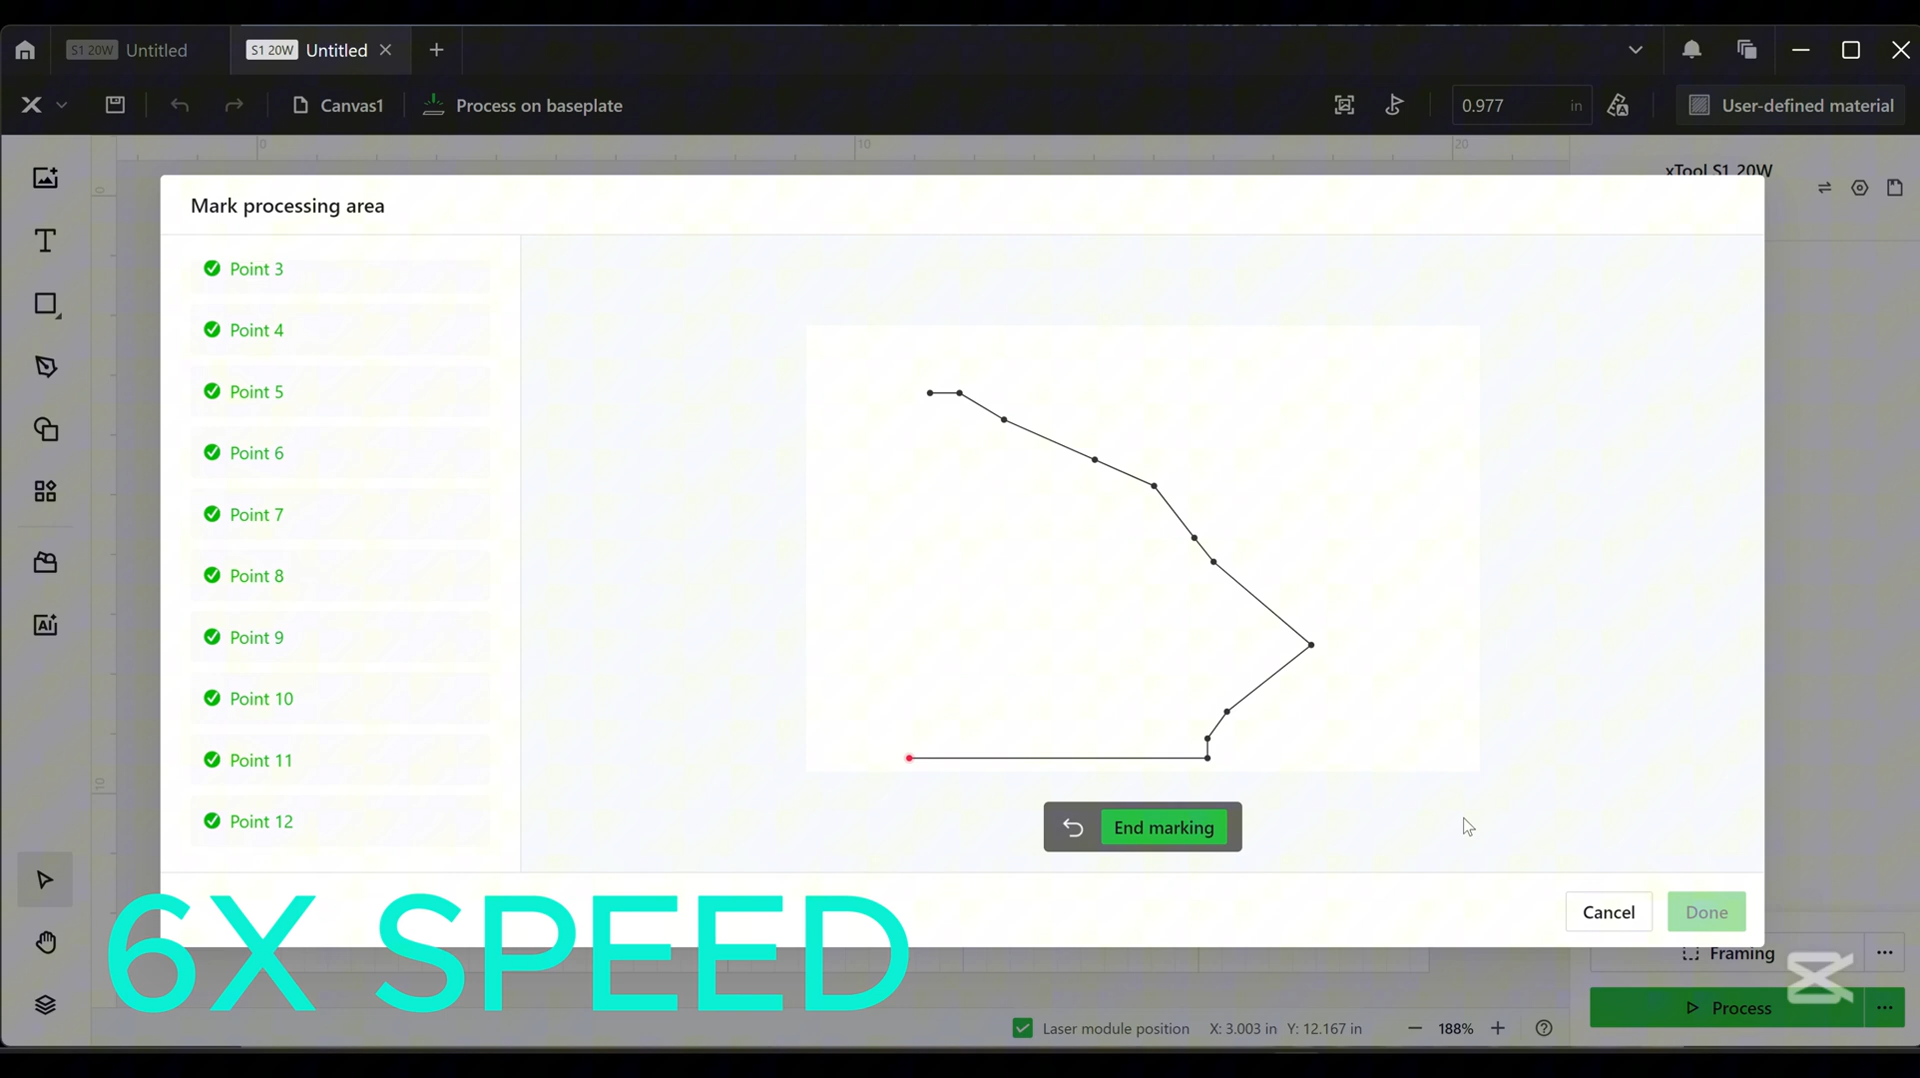 S1 20W Untitled
S1 20W Untitled
Canvas1
Process on baseplate
0.977 in
User-defined material
0
10
20
xTool S1 20W
Mark processing area
Point 3
Point 4
Point 5
Point 6
Point 7
Point 8
Point 9
Point 10
Point 11
Point 12
0
10
End marking
Cancel
Done
6X SPEED
Framing
Process
Laser module position X: 3.003 in Y: 12.167 in
188%